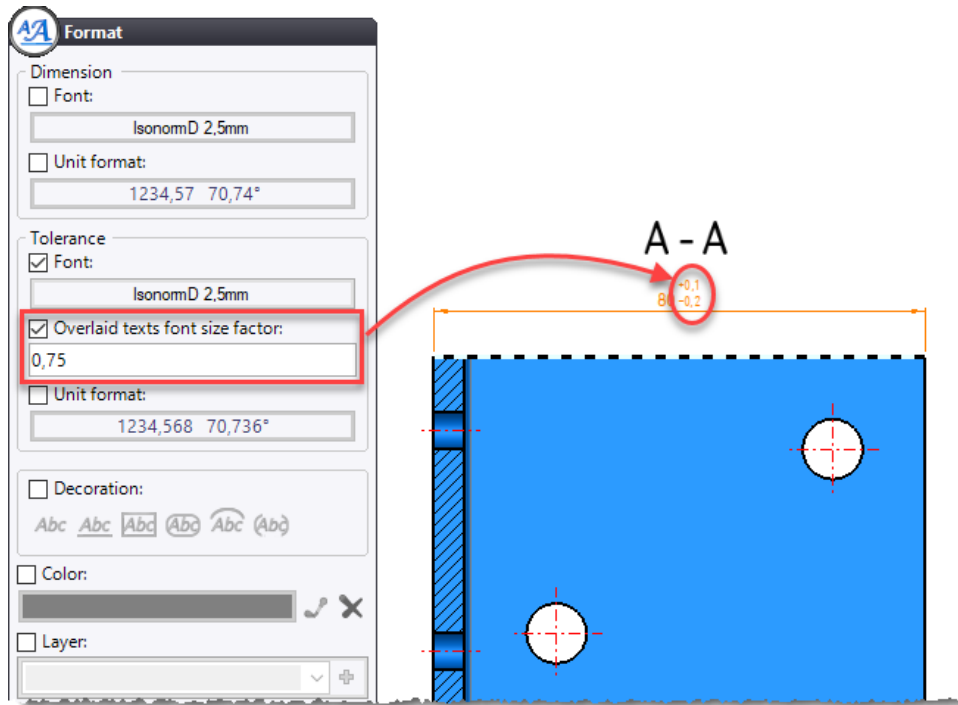 Format
Dimension
Font:
IsonormD 2,5mm
Unit format:
1234,57 70,74°
Tolerance
Font:
IsonormD 2,5mm
Overlaid texts font size factor:
0,75
Unit format:
1234,568 70,736°
Decoration:
Abc Abc Abc Abc Abc Abc
Color:
Layer:
A - A
+0,1
-0,2